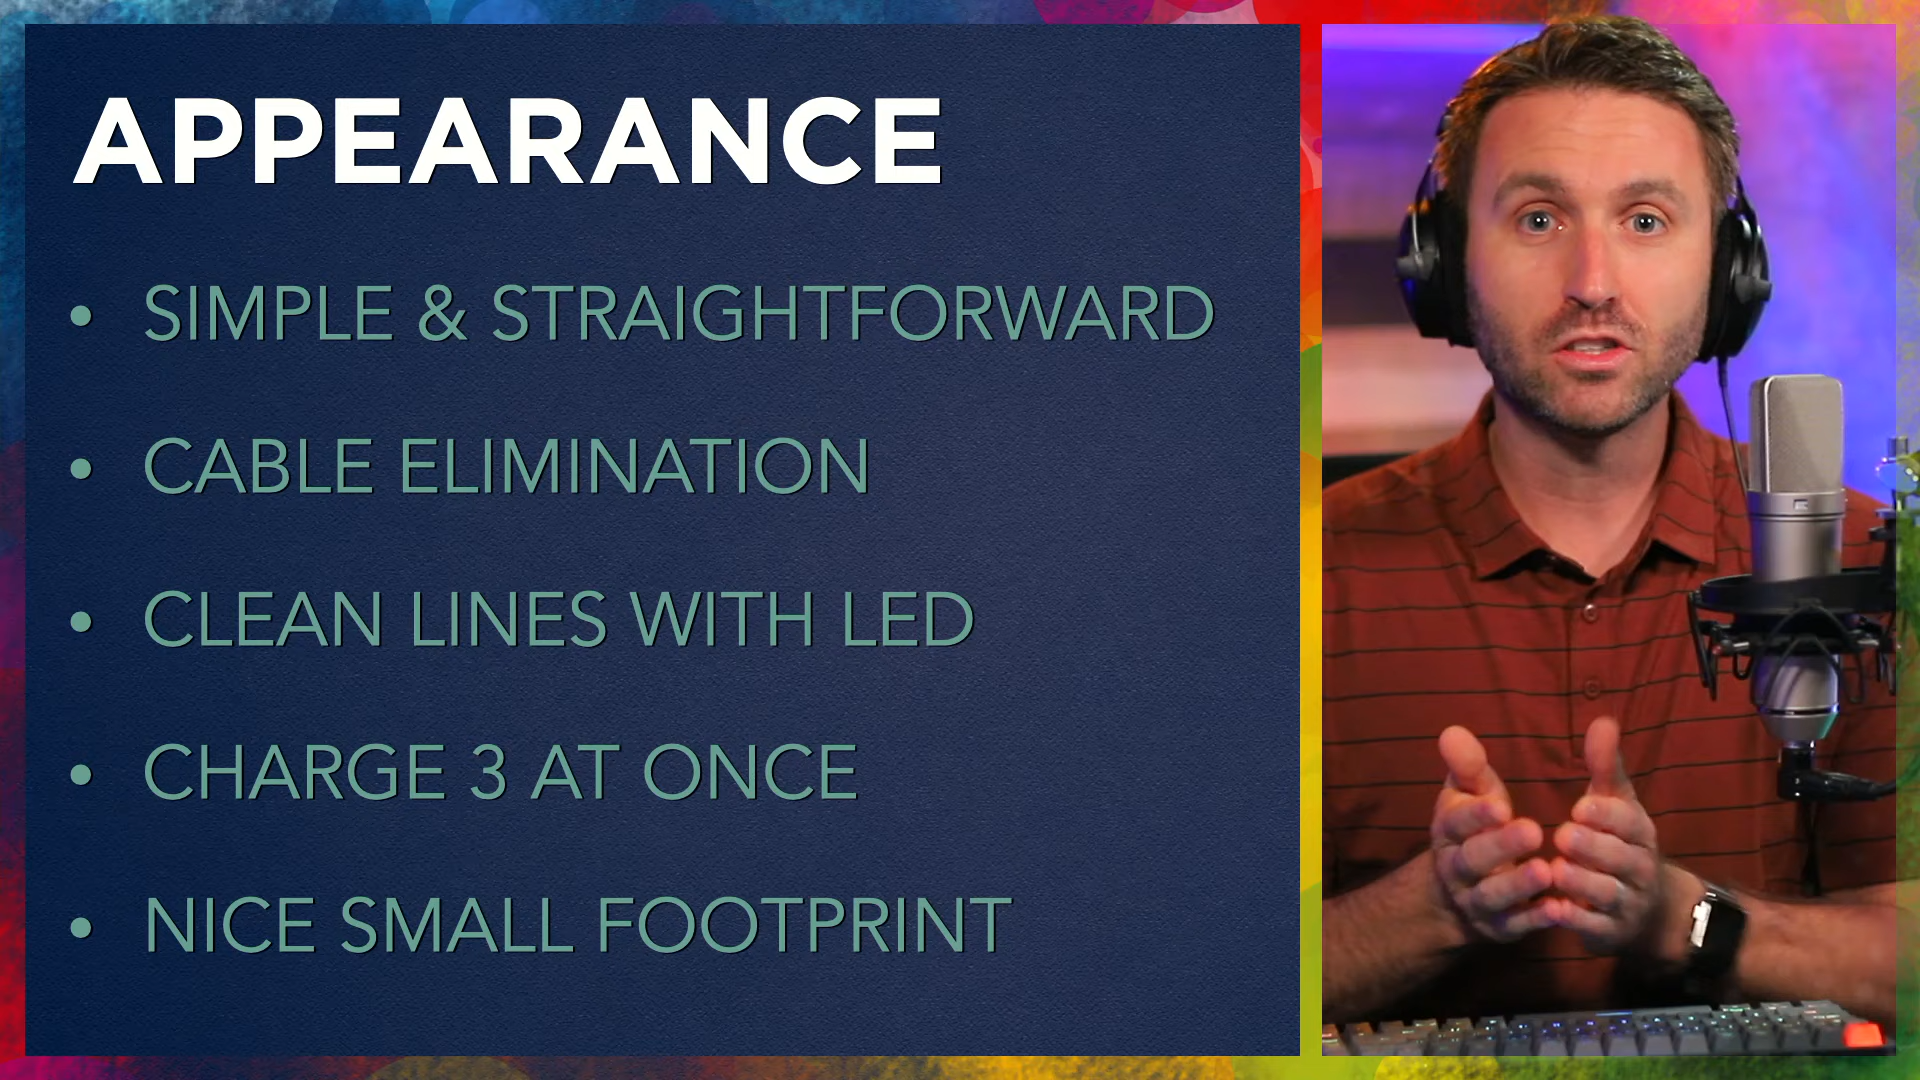 APPEARANCE
• SIMPLE & STRAIGHTFORWARD
• CABLE ELIMINATION
• CLEAN LINES WITH LED
• CHARGE 3 AT ONCE
• NICE SMALL FOOTPRINT